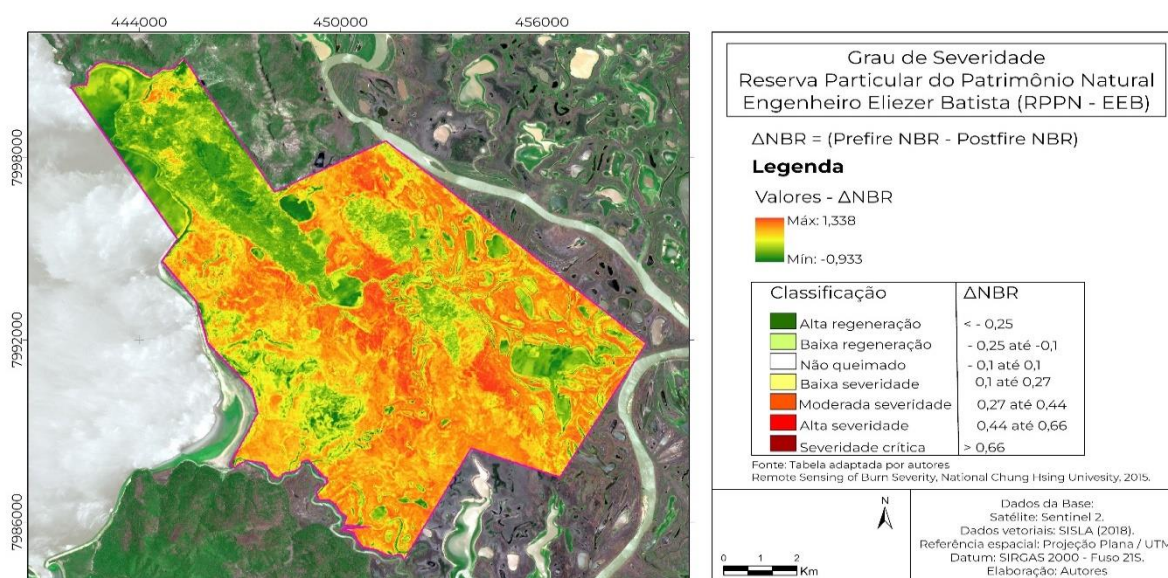 444000 450000 456000
7998000
7992000
7986000
Grau de Severidade
Reserva Particular do Patrimônio Natural
Engenheiro Eliezer Batista (RPPN - EEB)
ΔNBR = (Prefire NBR - Postfire NBR)
Legenda
Valores - ΔNBR
Máx: 1,338
Mín: -0,933
Classificação ΔNBR
Alta regeneração < - 0,25
Baixa regeneração - 0,25 até -0,1
Não queimado - 0,1 até 0,1
Baixa severidade 0,1 até 0,27
Moderada severidade 0,27 até 0,44
Alta severidade 0,44 até 0,66
Severidade crítica > 0,66
Fonte: Tabela adaptada por autores
Remote Sensing of Burn Severity, National Chung Hsing Univesity, 2015.
N
0 1 2
Km
Dados da Base:
Satélite: Sentinel 2.
Dados vetoriais: SISLA (2018).
Referência espacial: Projeção Plana / UTM
Datum: SIRGAS 2000 - Fuso 21S.
Elaboração: Autores